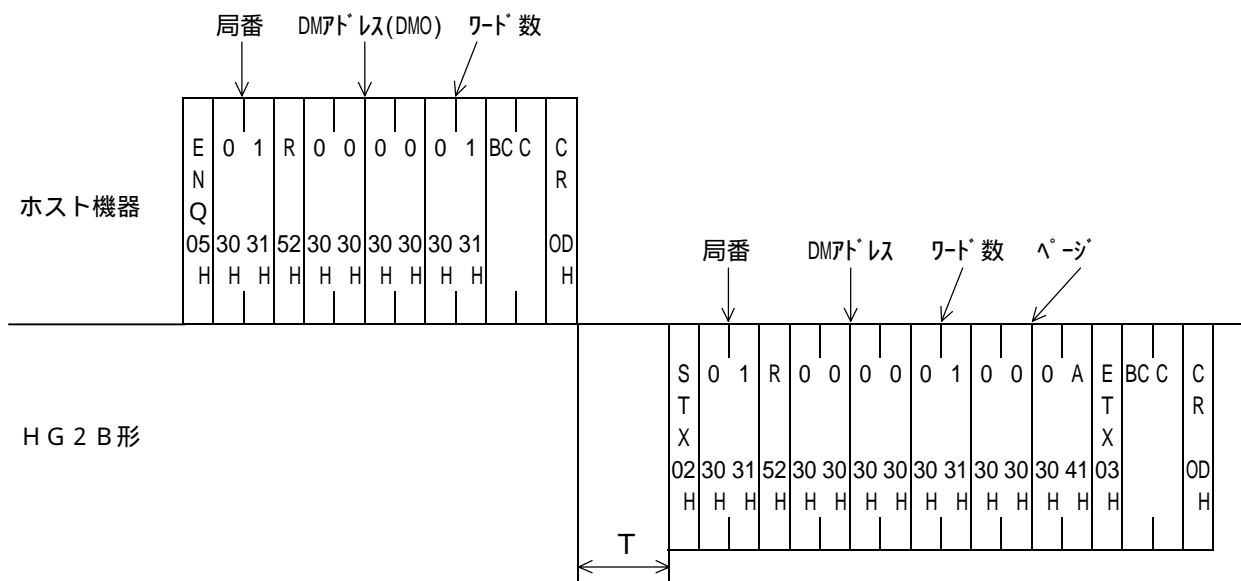 局番 DMアドレス(DM0) ワード数
E 0 1 R 0 0 0 0 0 1 BC C C
N R
Q
ホスト機器
05 30 31 52 30 30 30 30 30 31 0D
H H H H H H H H H H H
局番 DMアドレス ワード数 ページ
S 0 1 R 0 0 0 0 0 1 0 0 0 A E BC C C
T T R
X X
HG2B形
02 30 31 52 30 30 30 30 30 31 30 30 30 41 03 0D
H H H H H H H H H H H H H H H H
T